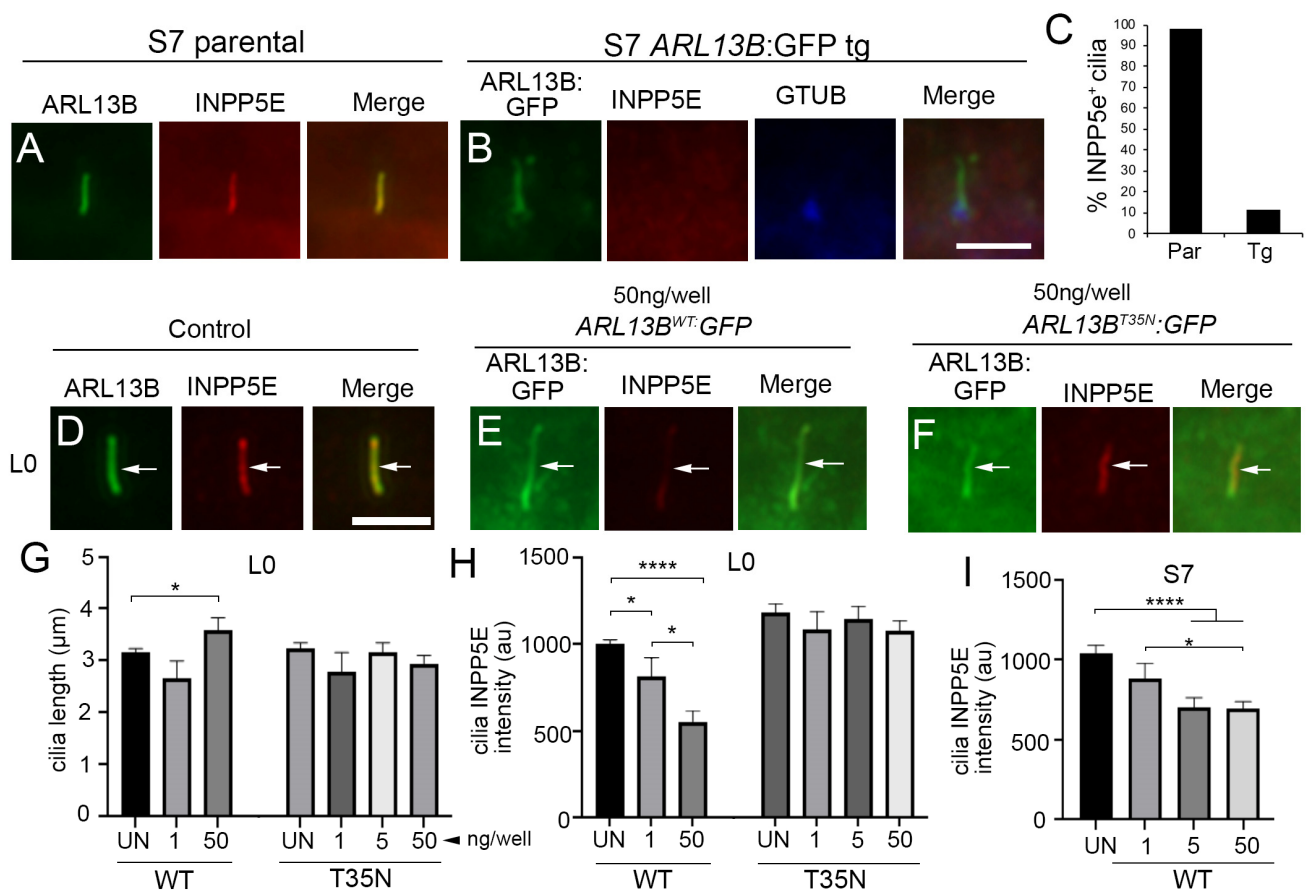 S7 parental
S7 ARL13B:GFP tg
ARL13B
INPP5E
Merge
ARL13B:
GFP
INPP5E
GTUB
Merge
A
B
C
% INPP5e⁺ cilia
100
90
80
70
60
50
40
30
20
10
0
Par
Tg
Control
50ng/well
ARL13B^WT:GFP
50ng/well
ARL13B^T35N:GFP
ARL13B
INPP5E
Merge
ARL13B:
GFP
INPP5E
Merge
ARL13B:
GFP
INPP5E
Merge
L0
D
E
F
G
L0
cilia length (µm)
5
4
3
2
1
0
*
UN 1 50
WT
UN 1 5 50
T35N
◄ ng/well
H
L0
cilia INPP5E
intensity (au)
1500
1000
500
0
****
*
*
UN 1 50
WT
UN 1 5 50
T35N
I
S7
cilia INPP5E
intensity (au)
1500
1000
500
0
****
*
UN 1 5 50
WT